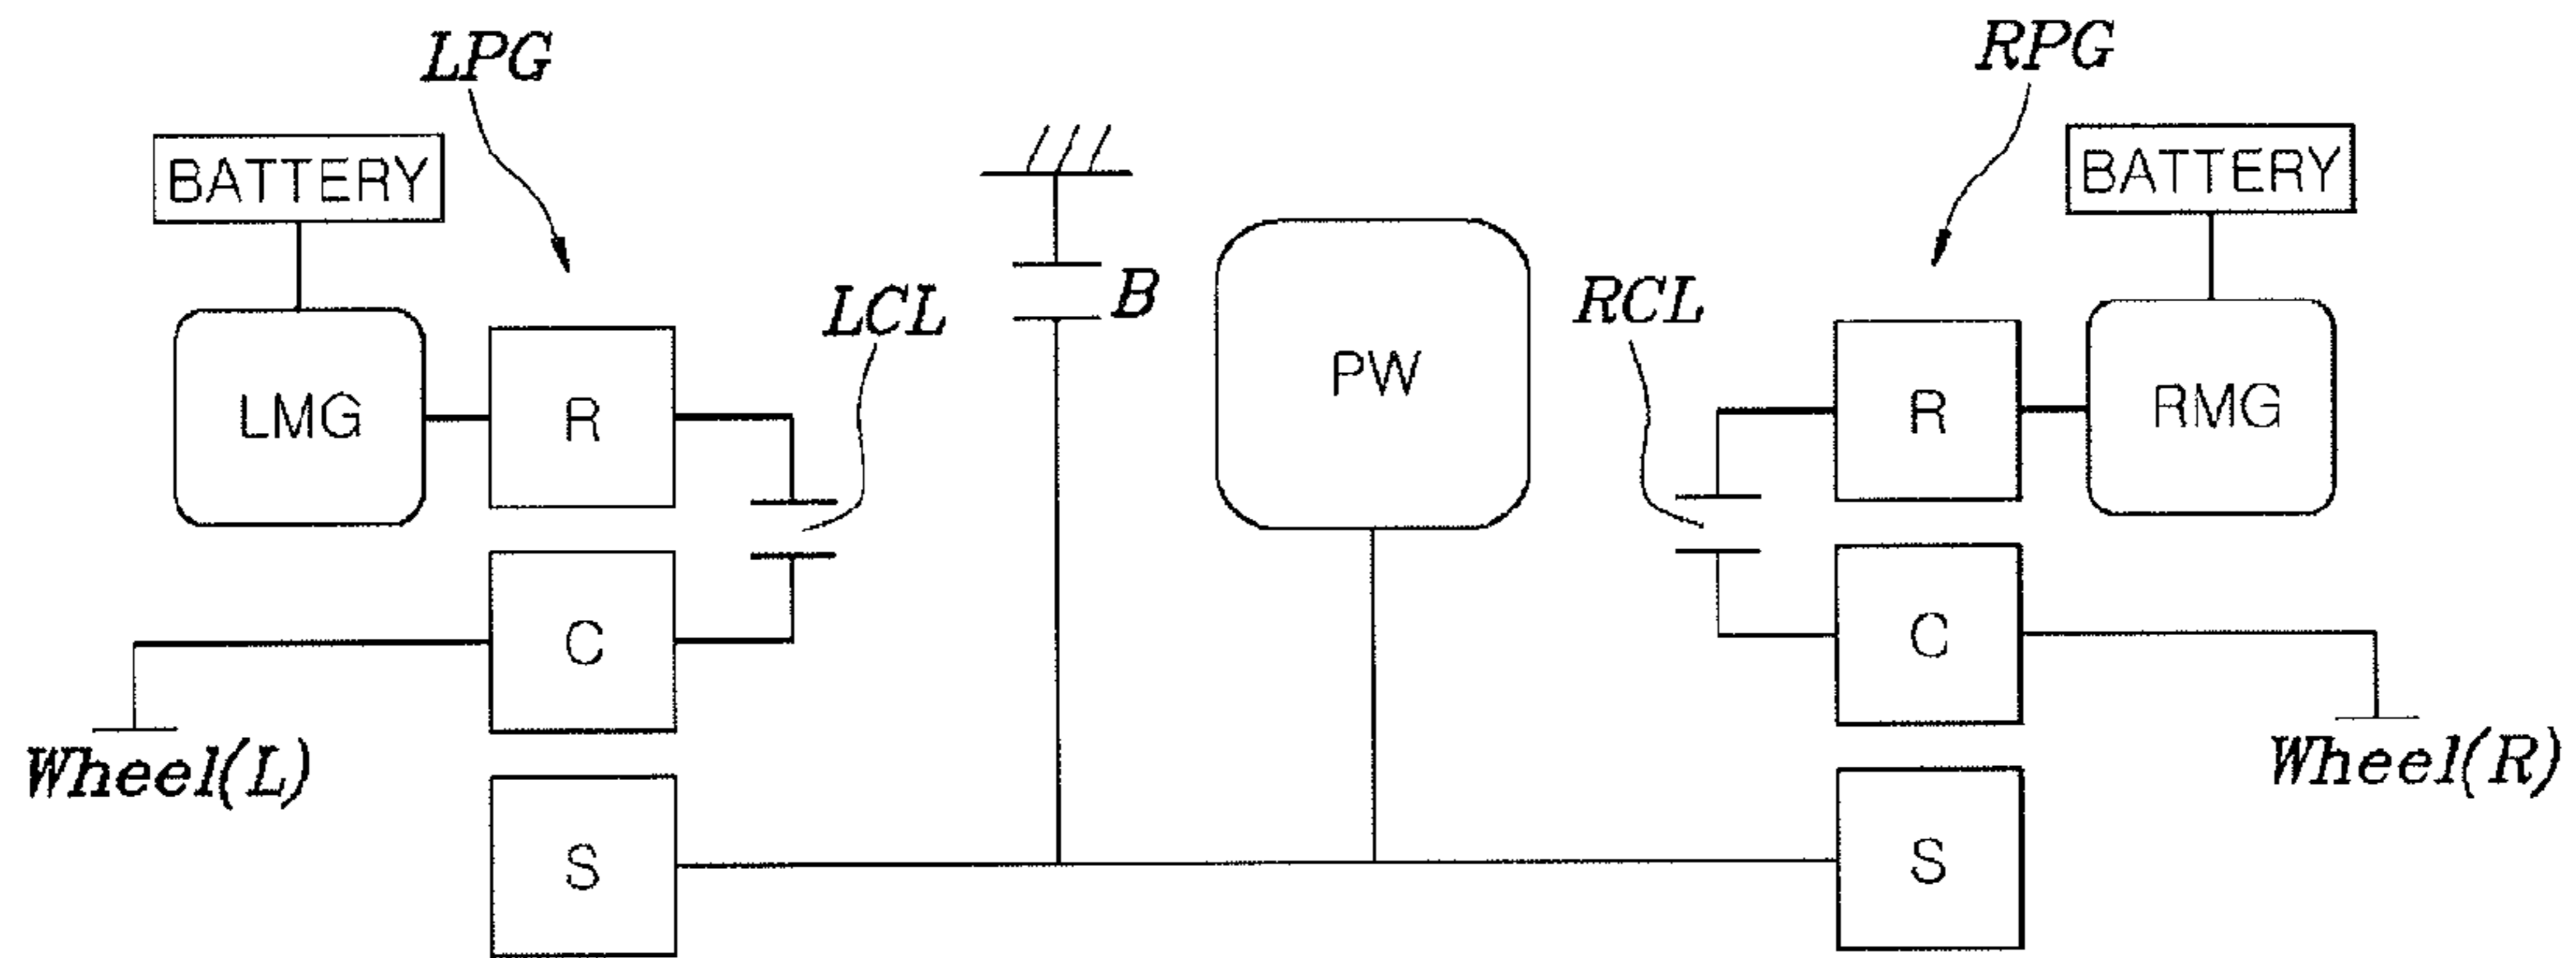 LPG
RPG
BATTERY
BATTERY
LCL
B
RCL
PW
LMG
R
R
RMG
C
C
Wheel(L)
Wheel(R)
S
S